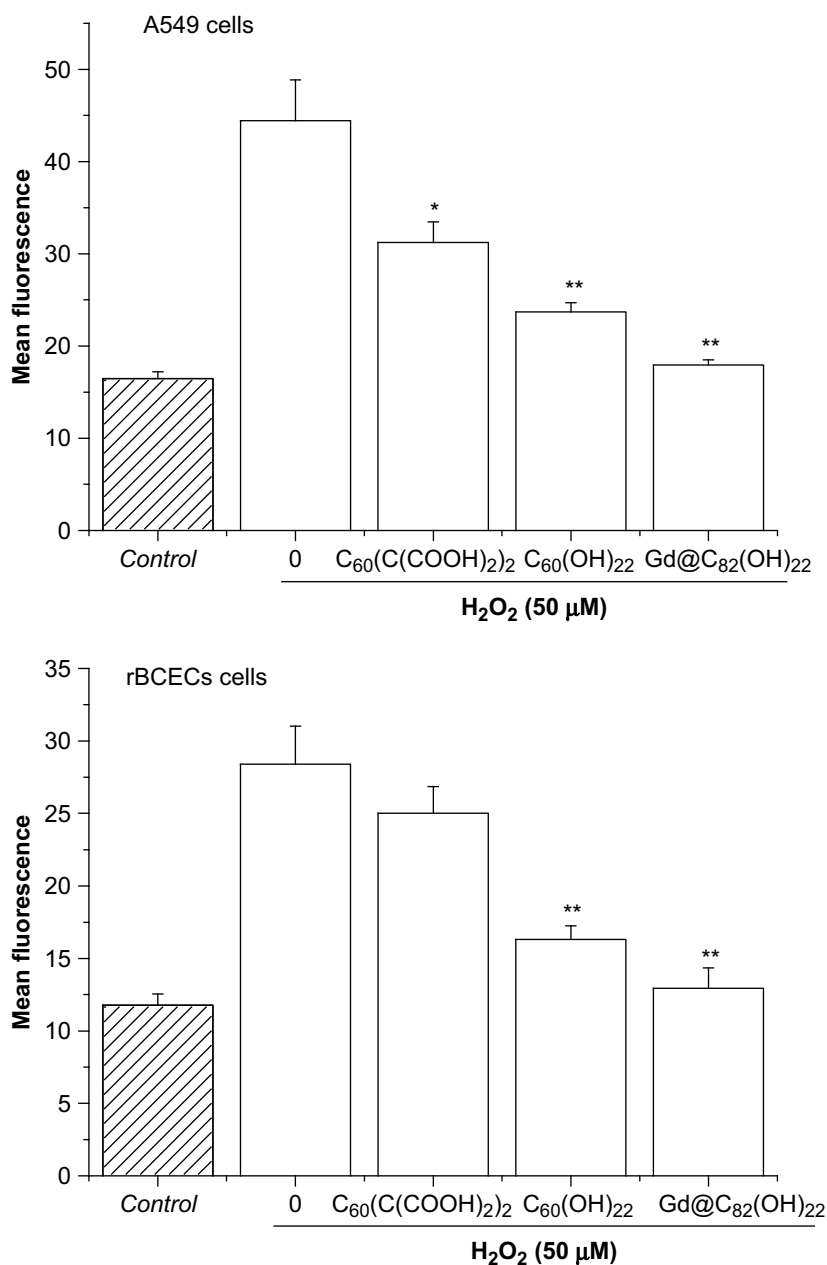 A549 cells
50
40
30
20
10
0
Mean fluorescence
*
**
**
Control 0 C₆₀(C(COOH)₂)₂ C₆₀(OH)₂₂ Gd@C₈₂(OH)₂₂
H₂O₂ (50 μM)
rBCECs cells
35
30
25
20
15
10
5
0
Mean fluorescence
**
**
Control 0 C₆₀(C(COOH)₂)₂ C₆₀(OH)₂₂ Gd@C₈₂(OH)₂₂
H₂O₂ (50 μM)